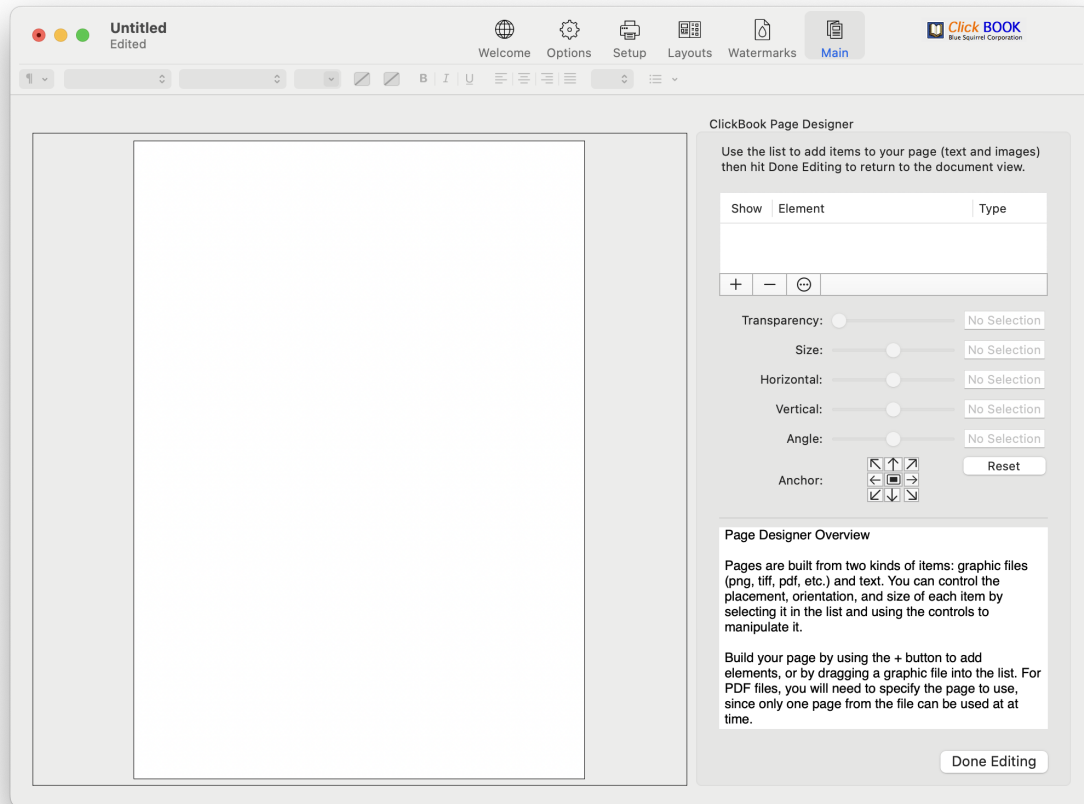 Untitled
Edited
Welcome
Options
Setup
Layouts
Watermarks
Main
Click BOOK
Blue Squirrel Corporation
¶
B I U
ClickBook Page Designer
Use the list to add items to your page (text and images)
then hit Done Editing to return to the document view.
Show Element Type
Transparency: No Selection
Size: No Selection
Horizontal: No Selection
Vertical: No Selection
Angle: No Selection
Reset
Anchor:
Page Designer Overview
Pages are built from two kinds of items: graphic files
(png, tiff, pdf, etc.) and text. You can control the
placement, orientation, and size of each item by
selecting it in the list and using the controls to
manipulate it.
Build your page by using the + button to add
elements, or by dragging a graphic file into the list. For
PDF files, you will need to specify the page to use,
since only one page from the file can be used at at
time.
Done Editing